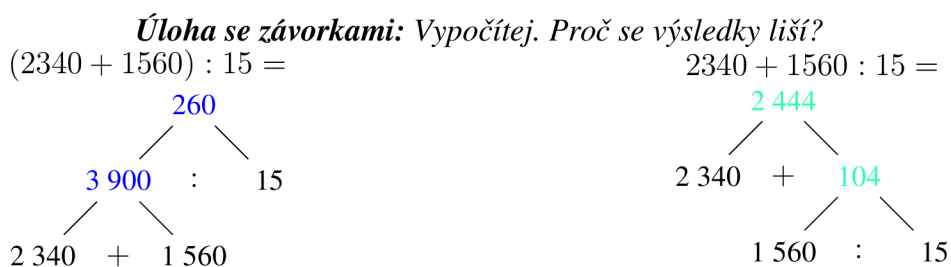 Úloha se závorkami: Vypočítej. Proč se výsledky liší?
(2340 + 1560) : 15 =
260
3 900 : 15
2 340 + 1 560
2340 + 1560 : 15 =
2 444
2 340 + 104
1 560 : 15